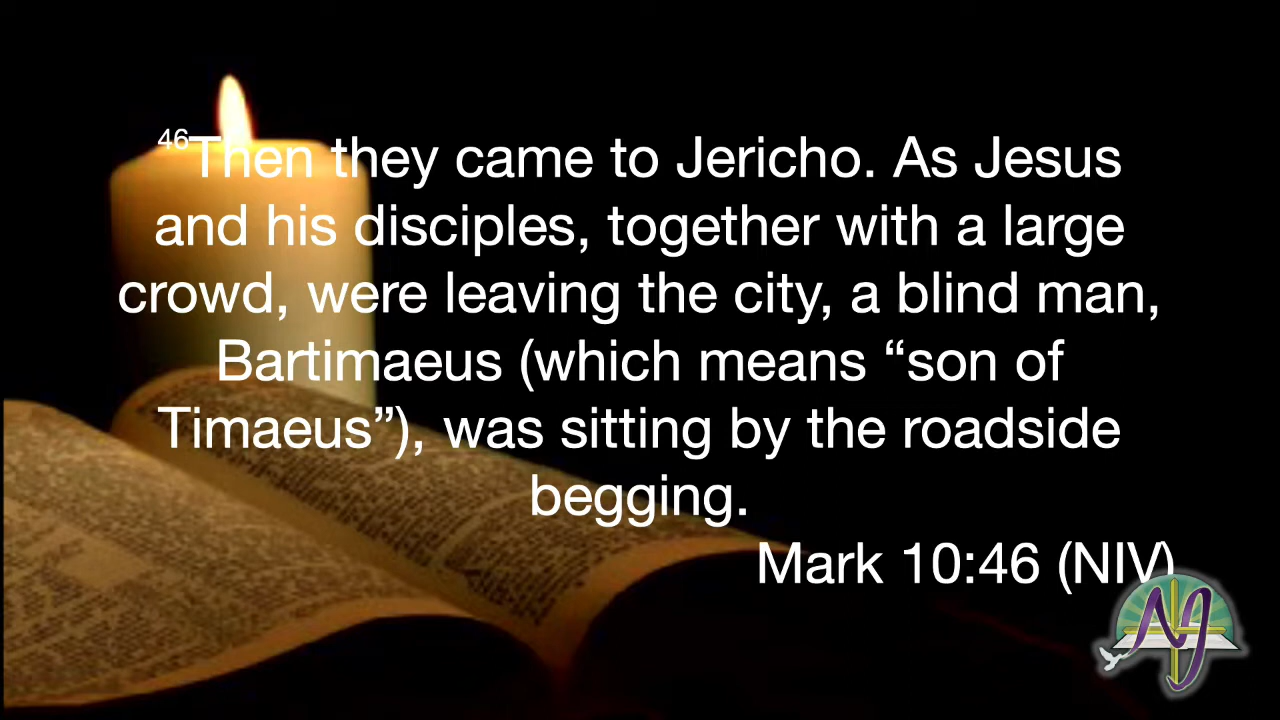 46Then they came to Jericho. As Jesus
and his disciples, together with a large
crowd, were leaving the city, a blind man,
Bartimaeus (which means “son of
Timaeus”), was sitting by the roadside
begging.
Mark 10:46 (NIV)
NJ